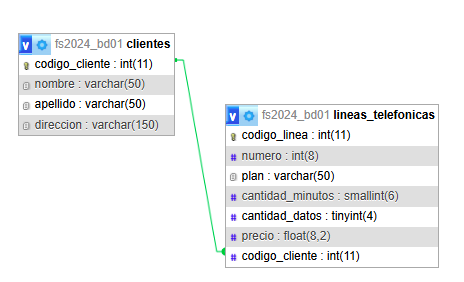 fs2024_bd01 clientes
codigo_cliente : int(11)
nombre : varchar(50)
apellido : varchar(50)
direccion : varchar(150)
fs2024_bd01 lineas_telefonicas
codigo_linea : int(11)
numero : int(8)
plan : varchar(50)
cantidad_minutos : smallint(6)
cantidad_datos : tinyint(4)
precio : float(8,2)
codigo_cliente : int(11)